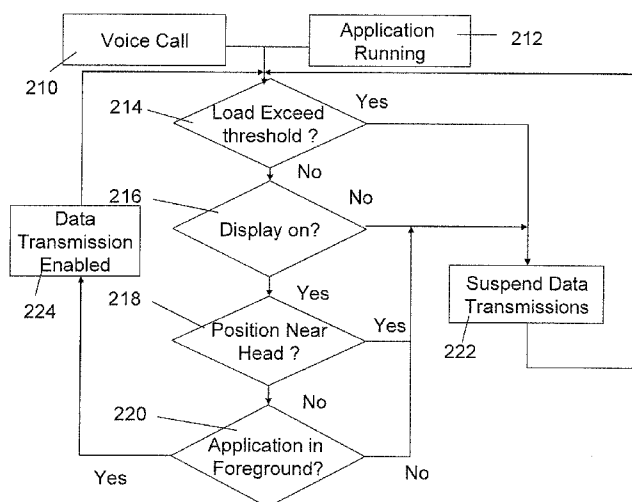 Voice Call
210
Application
Running
212
214
Load Exceed
threshold ?
Yes
No
216
Display on?
No
Data
Transmission
Enabled
224
Yes
Suspend Data
Transmissions
222
218
Position Near
Head ?
Yes
No
220
Application in
Foreground?
Yes
No